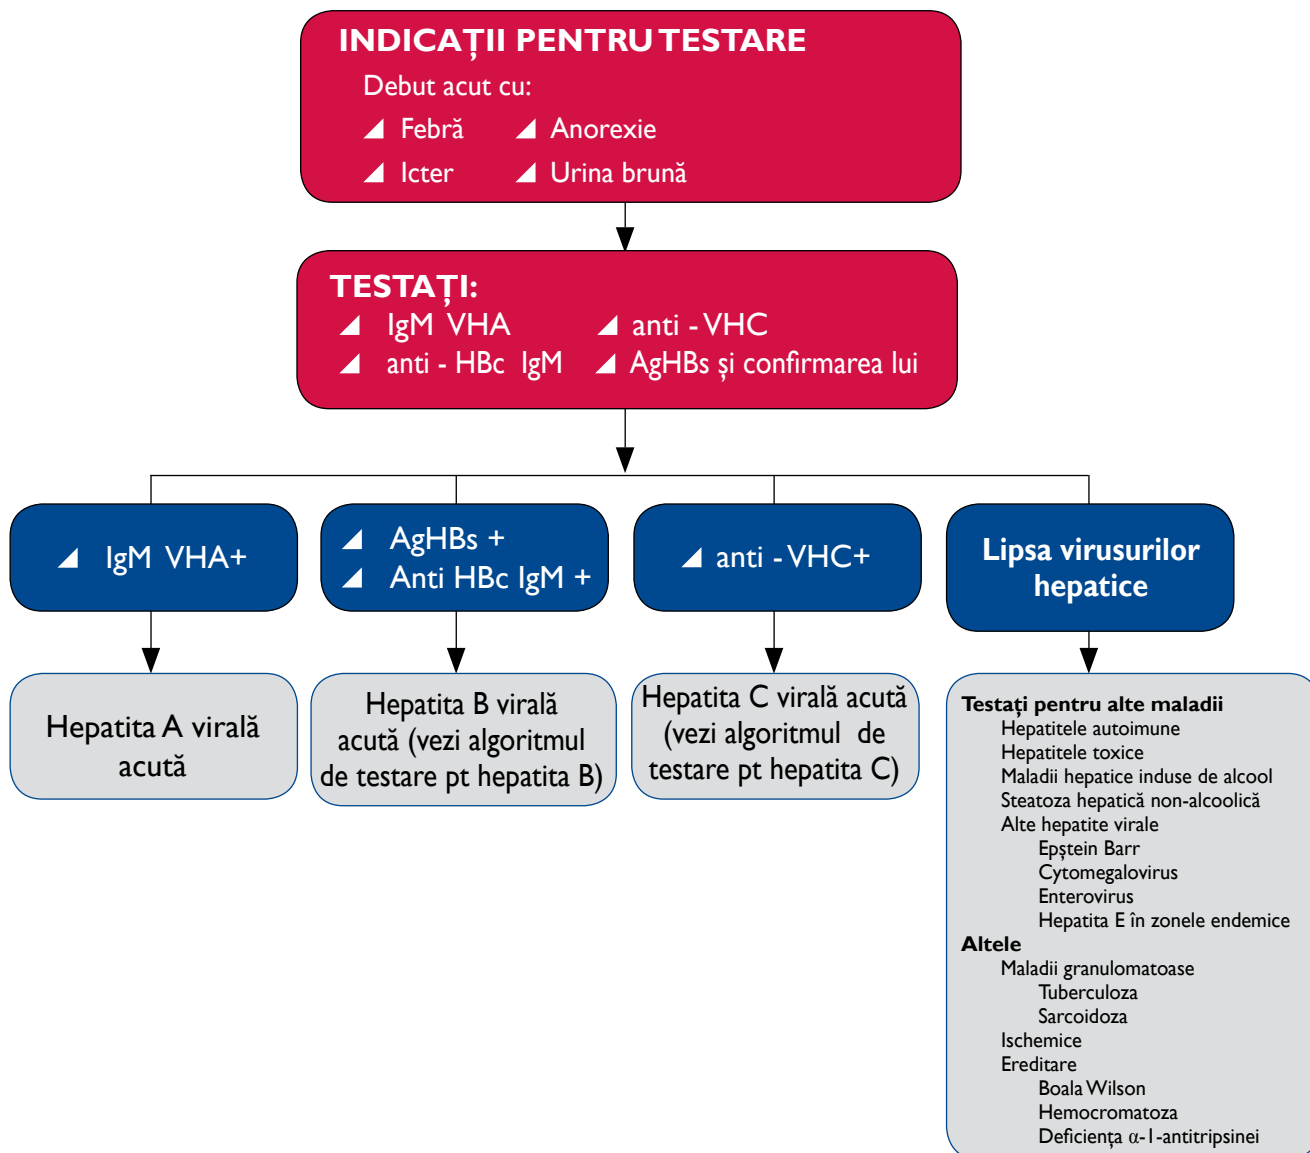 INDICAȚII PENTRU TESTARE
Debut acut cu:
Febră
Anorexie
Icter
Urina brună
TESTAȚI:
IgM VHA
anti - VHC
anti - HBc IgM
AgHBs și confirmarea lui
IgM VHA+
AgHBs +
Anti HBc IgM +
anti - VHC+
Lipsa virusurilor
hepatice
Hepatita A virală
acută
Hepatita B virală
acută (vezi algoritmul
de testare pt hepatita B)
Hepatita C virală acută
(vezi algoritmul de
testare pt hepatita C)
Testați pentru alte maladii
Hepatitele autoimune
Hepatitele toxice
Maladii hepatice induse de alcool
Steatoza hepatică non-alcoolică
Alte hepatite virale
Epștein Barr
Cytomegalovirus
Enterovirus
Hepatita E în zonele endemice
Altele
Maladii granulomatoase
Tuberculoza
Sarcoidoza
Ischemice
Ereditare
Boala Wilson
Hemocromatoza
Deficiența α-1-antitripsinei